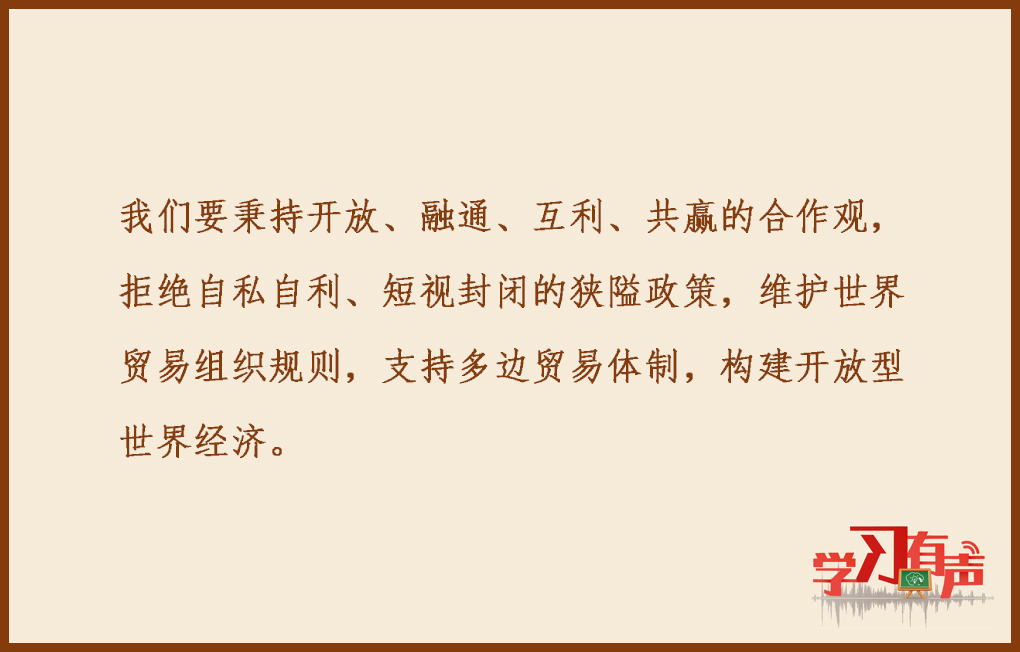 我们要秉持开放、融通、互利、共赢的合作观，
拒绝自私自利、短视封闭的狭隘政策，维护世界
贸易组织规则，支持多边贸易体制，构建开放型
世界经济。
学习有声